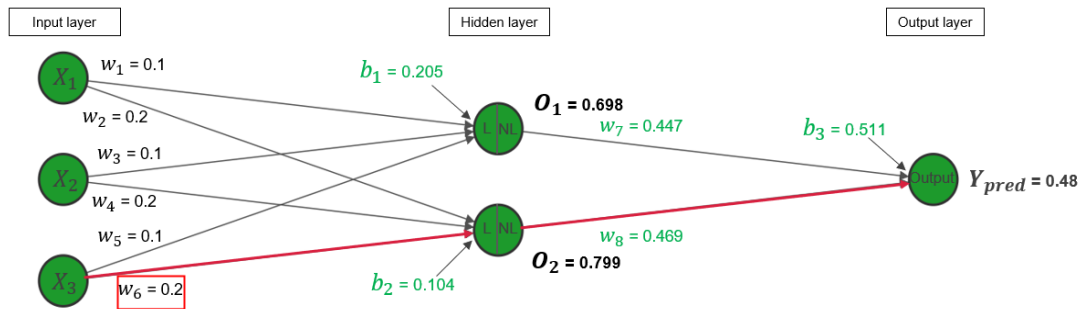 Input layer
Hidden layer
Output layer
X₁
w₁ = 0.1
b₁ = 0.205
O₁ = 0.698
L NL
w₂ = 0.2
w₇ = 0.447
b₃ = 0.511
X₂
w₃ = 0.1
w₄ = 0.2
Output
Y_pred = 0.48
w₅ = 0.1
L NL
w₈ = 0.469
O₂ = 0.799
X₃
w₆ = 0.2
b₂ = 0.104